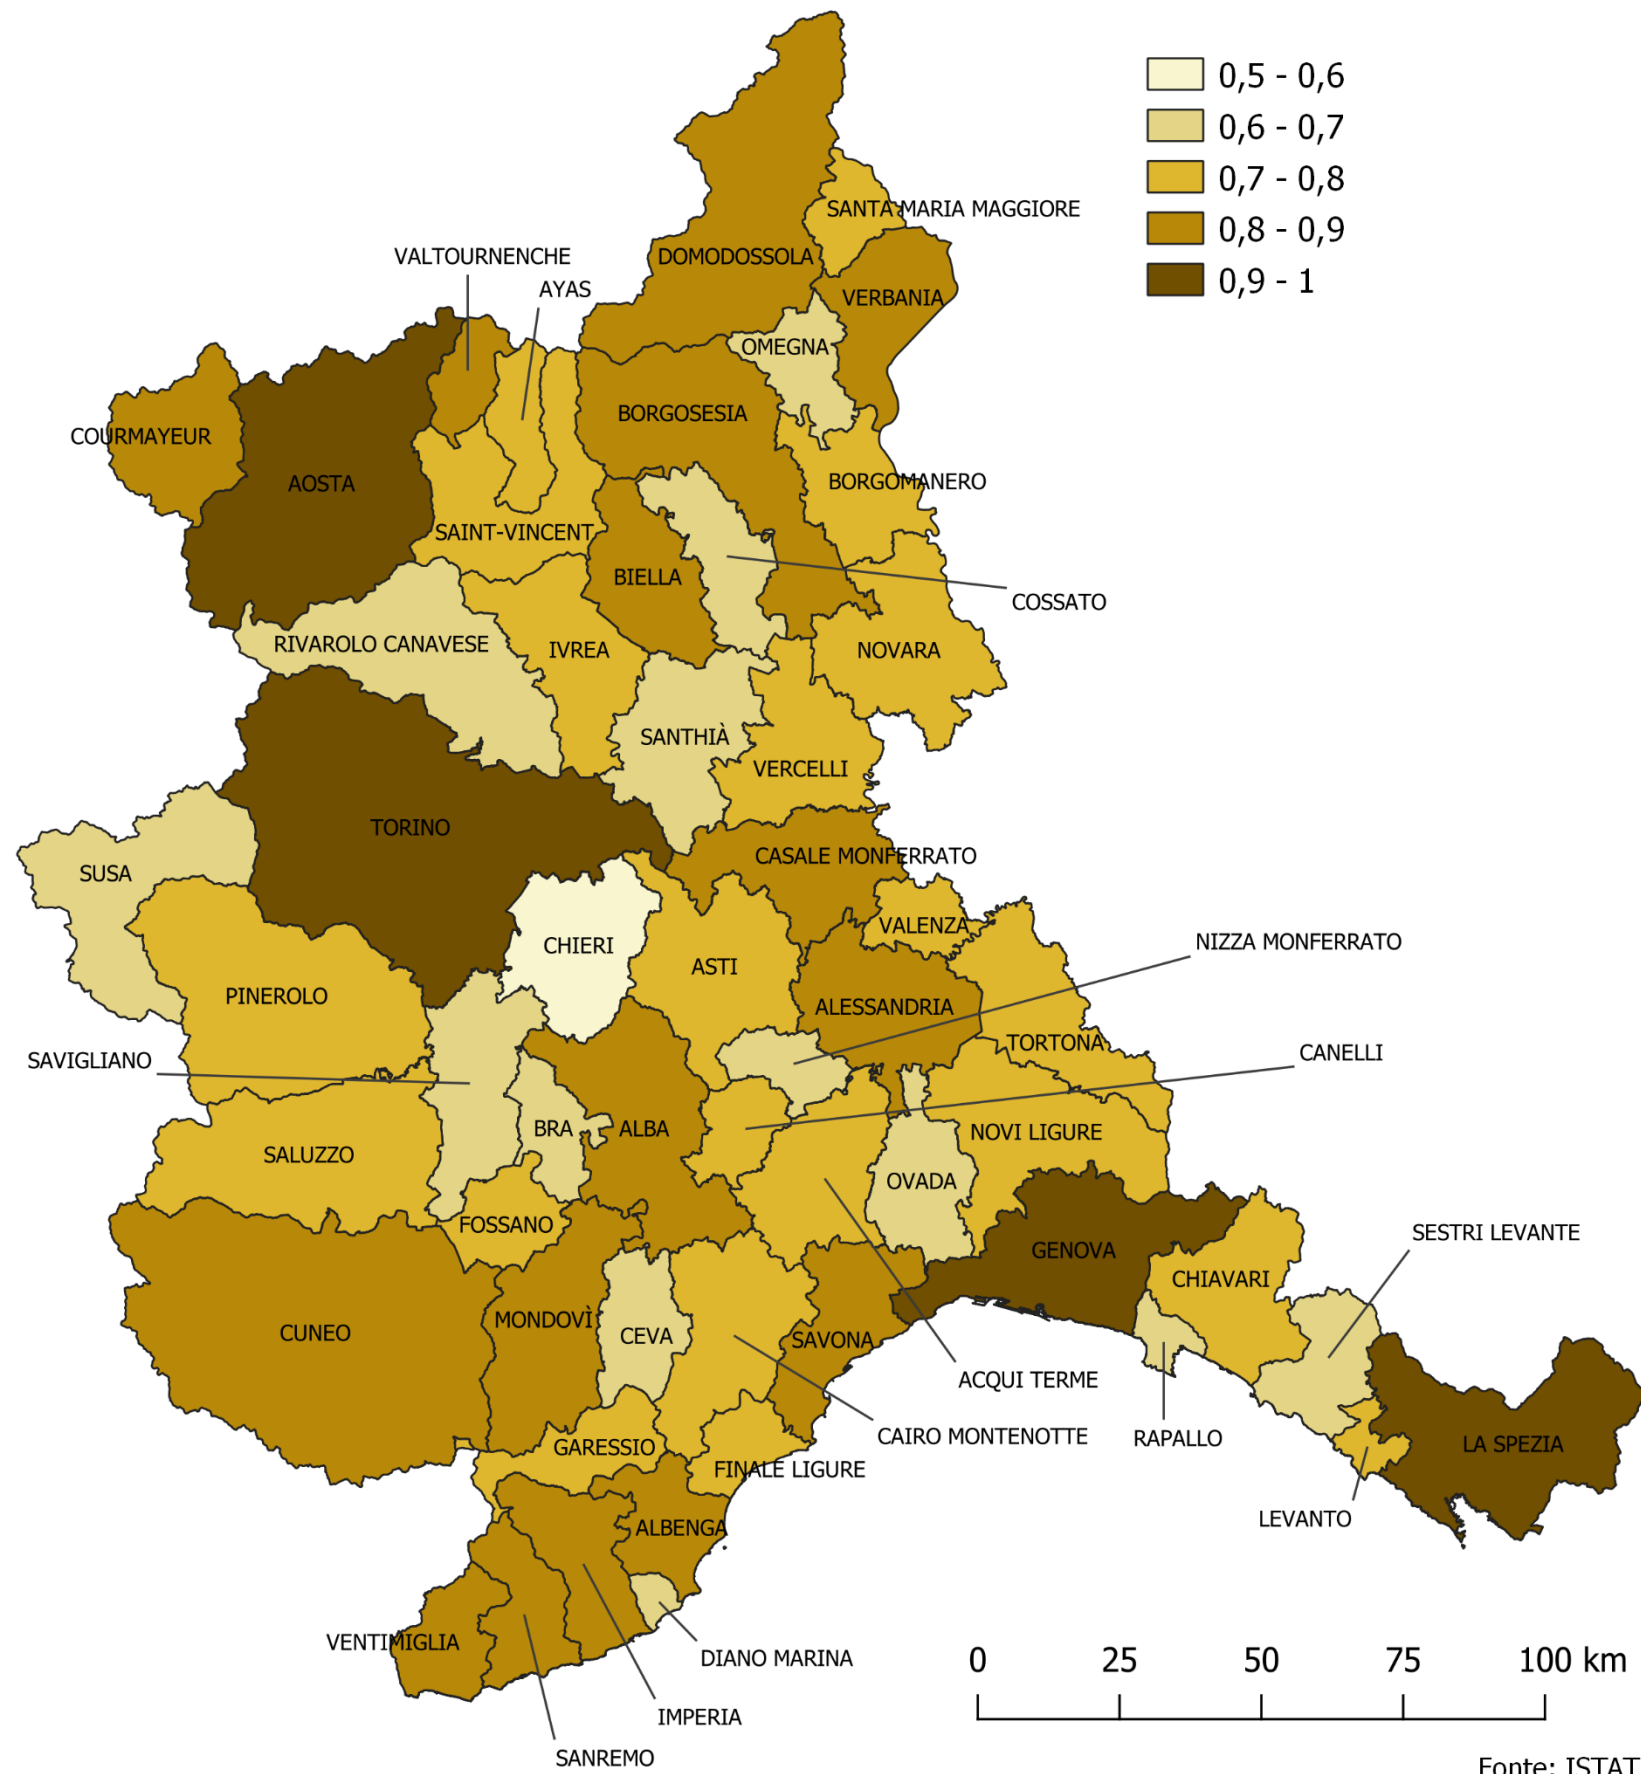 0,5 - 0,6
0,6 - 0,7
0,7 - 0,8
0,8 - 0,9
0,9 - 1
SANTA MARIA MAGGIORE
VALTOURNENCHE
DOMODOSSOLA
AYAS
VERBANIA
OMEGNA
BORGOSESIA
COURMAYEUR
AOSTA
BORGOMANERO
SAINT-VINCENT
BIELLA
COSSATO
RIVAROLO CANAVESE
IVREA
NOVARA
SANTHIÀ
VERCELLI
TORINO
CASALE MONFERRATO
SUSA
VALENZA
NIZZA MONFERRATO
CHIERI
ASTI
PINEROLO
ALESSANDRIA
TORTONA
CANELLI
SAVIGLIANO
BRA
ALBA
NOVI LIGURE
SALUZZO
OVADA
FOSSANO
SESTRI LEVANTE
GENOVA
CHIAVARI
MONDOVÌ
CUNEO
CEVA
SAVONA
ACQUI TERME
CAIRO MONTENOTTE
RAPALLO
LA SPEZIA
GARESSIO
FINALE LIGURE
LEVANTO
ALBENGA
VENTIMIGLIA
DIANO MARINA
0 25 50 75 100 km
IMPERIA
SANREMO
Fonte: ISTAT